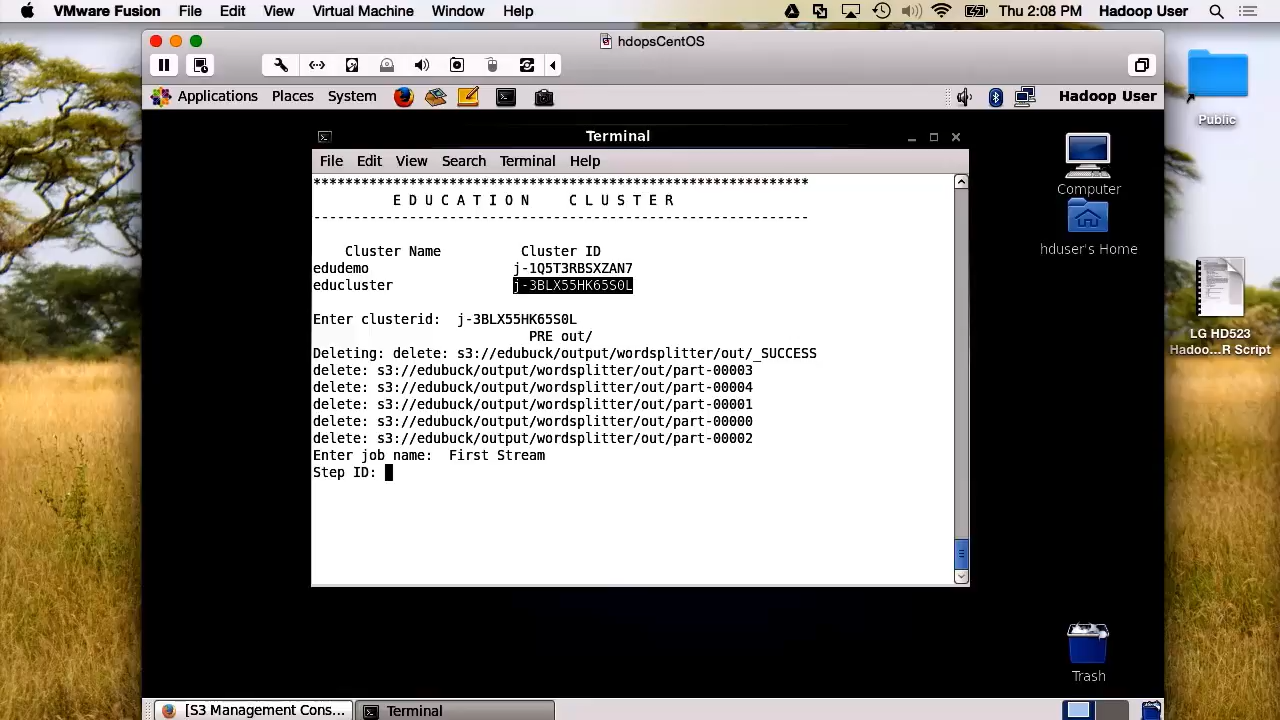 VMware Fusion File Edit View Virtual Machine Window Help Thu 2:08 PM Hadoop User
hdopsCentOS
Applications Places System Hadoop User
Public
Terminal
File Edit View Search Terminal Help
**************************************************************
E D U C A T I O N C L U S T E R
--------------------------------------------------------------
Cluster Name Cluster ID
edudemo j-1Q5T3RBSXZAN7
educluster j-3BLX55HK65S0L
Enter clusterid: j-3BLX55HK65S0L
PRE out/
Deleting: delete: s3://edubuck/output/wordsplitter/out/_SUCCESS
delete: s3://edubuck/output/wordsplitter/out/part-00003
delete: s3://edubuck/output/wordsplitter/out/part-00004
delete: s3://edubuck/output/wordsplitter/out/part-00001
delete: s3://edubuck/output/wordsplitter/out/part-00000
delete: s3://edubuck/output/wordsplitter/out/part-00002
Enter job name: First Stream
Step ID:
Computer
hduser's Home
LG HD523
Hadoo...R Script
Trash
[S3 Management Cons... Terminal